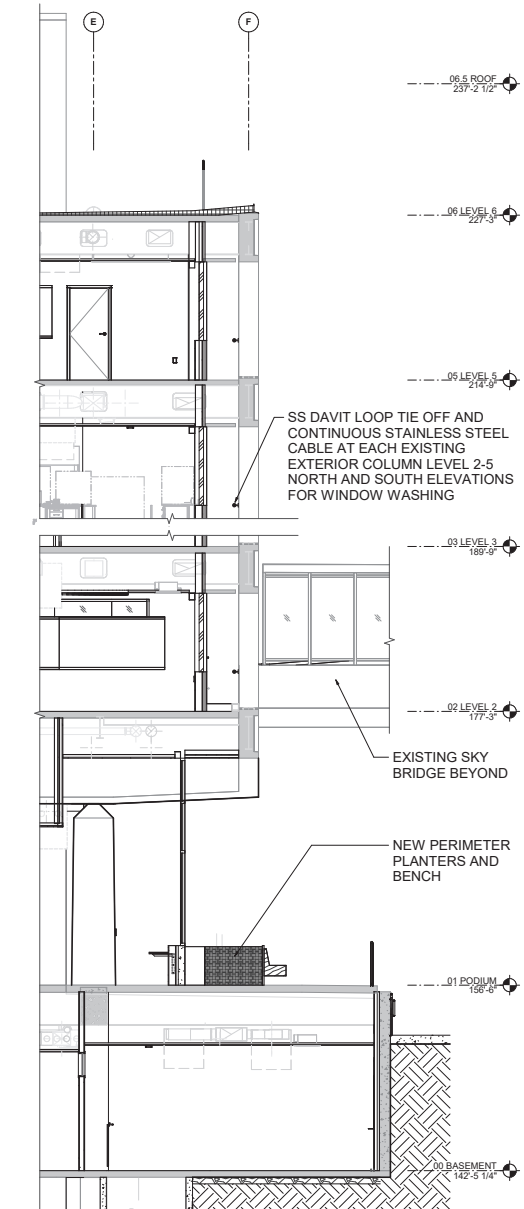 E
F
06.5 ROOF
237'-2 1/2"
06 LEVEL 6
227'-3"
05 LEVEL 5
214'-9"
SS DAVIT LOOP TIE OFF AND
CONTINUOUS STAINLESS STEEL
CABLE AT EACH EXISTING
EXTERIOR COLUMN LEVEL 2-5
NORTH AND SOUTH ELEVATIONS
FOR WINDOW WASHING
03 LEVEL 3
189'-9"
02 LEVEL 2
177'-3"
EXISTING SKY
BRIDGE BEYOND
NEW PERIMETER
PLANTERS AND
BENCH
01 PODIUM
156'-6"
00 BASEMENT
142'-5 1/4"